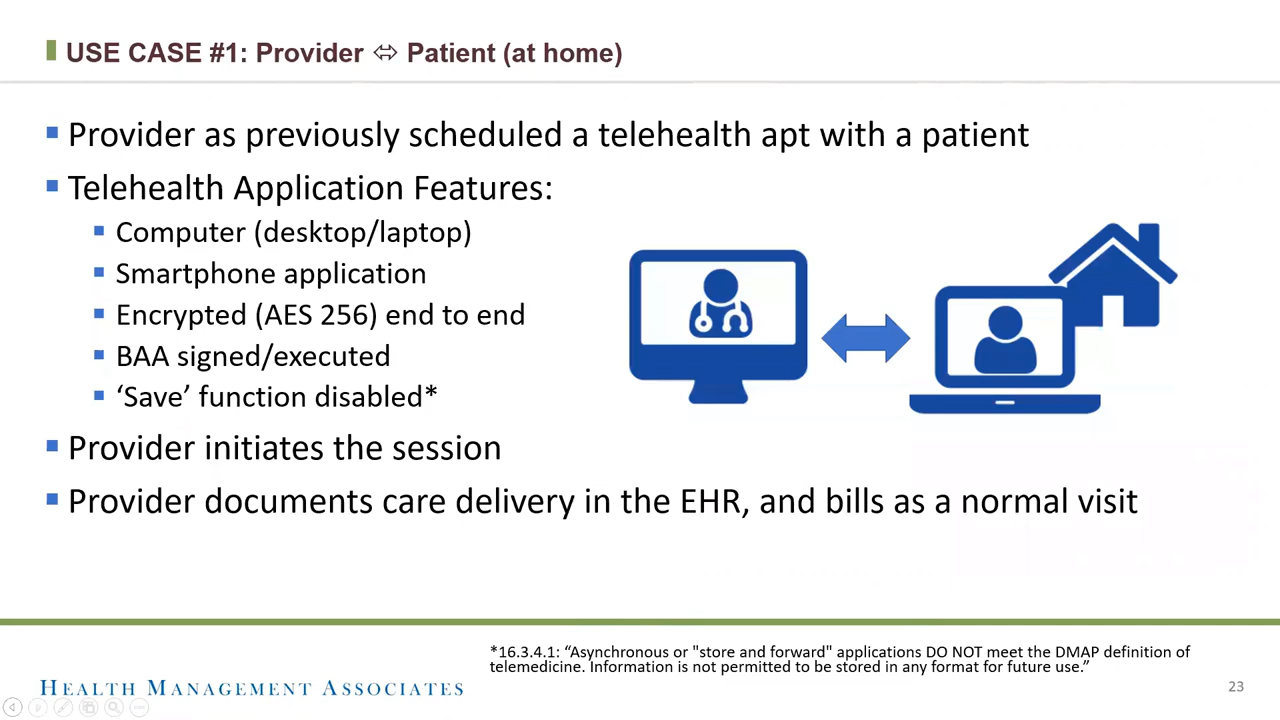 USE CASE #1: Provider ⬄ Patient (at home)
Provider as previously scheduled a telehealth apt with a patient
Telehealth Application Features:
Computer (desktop/laptop)
Smartphone application
Encrypted (AES 256) end to end
BAA signed/executed
‘Save’ function disabled*
Provider initiates the session
Provider documents care delivery in the EHR, and bills as a normal visit
*16.3.4.1: “Asynchronous or "store and forward" applications DO NOT meet the DMAP definition of
telemedicine. Information is not permitted to be stored in any format for future use.”
HEALTH MANAGEMENT ASSOCIATES
23